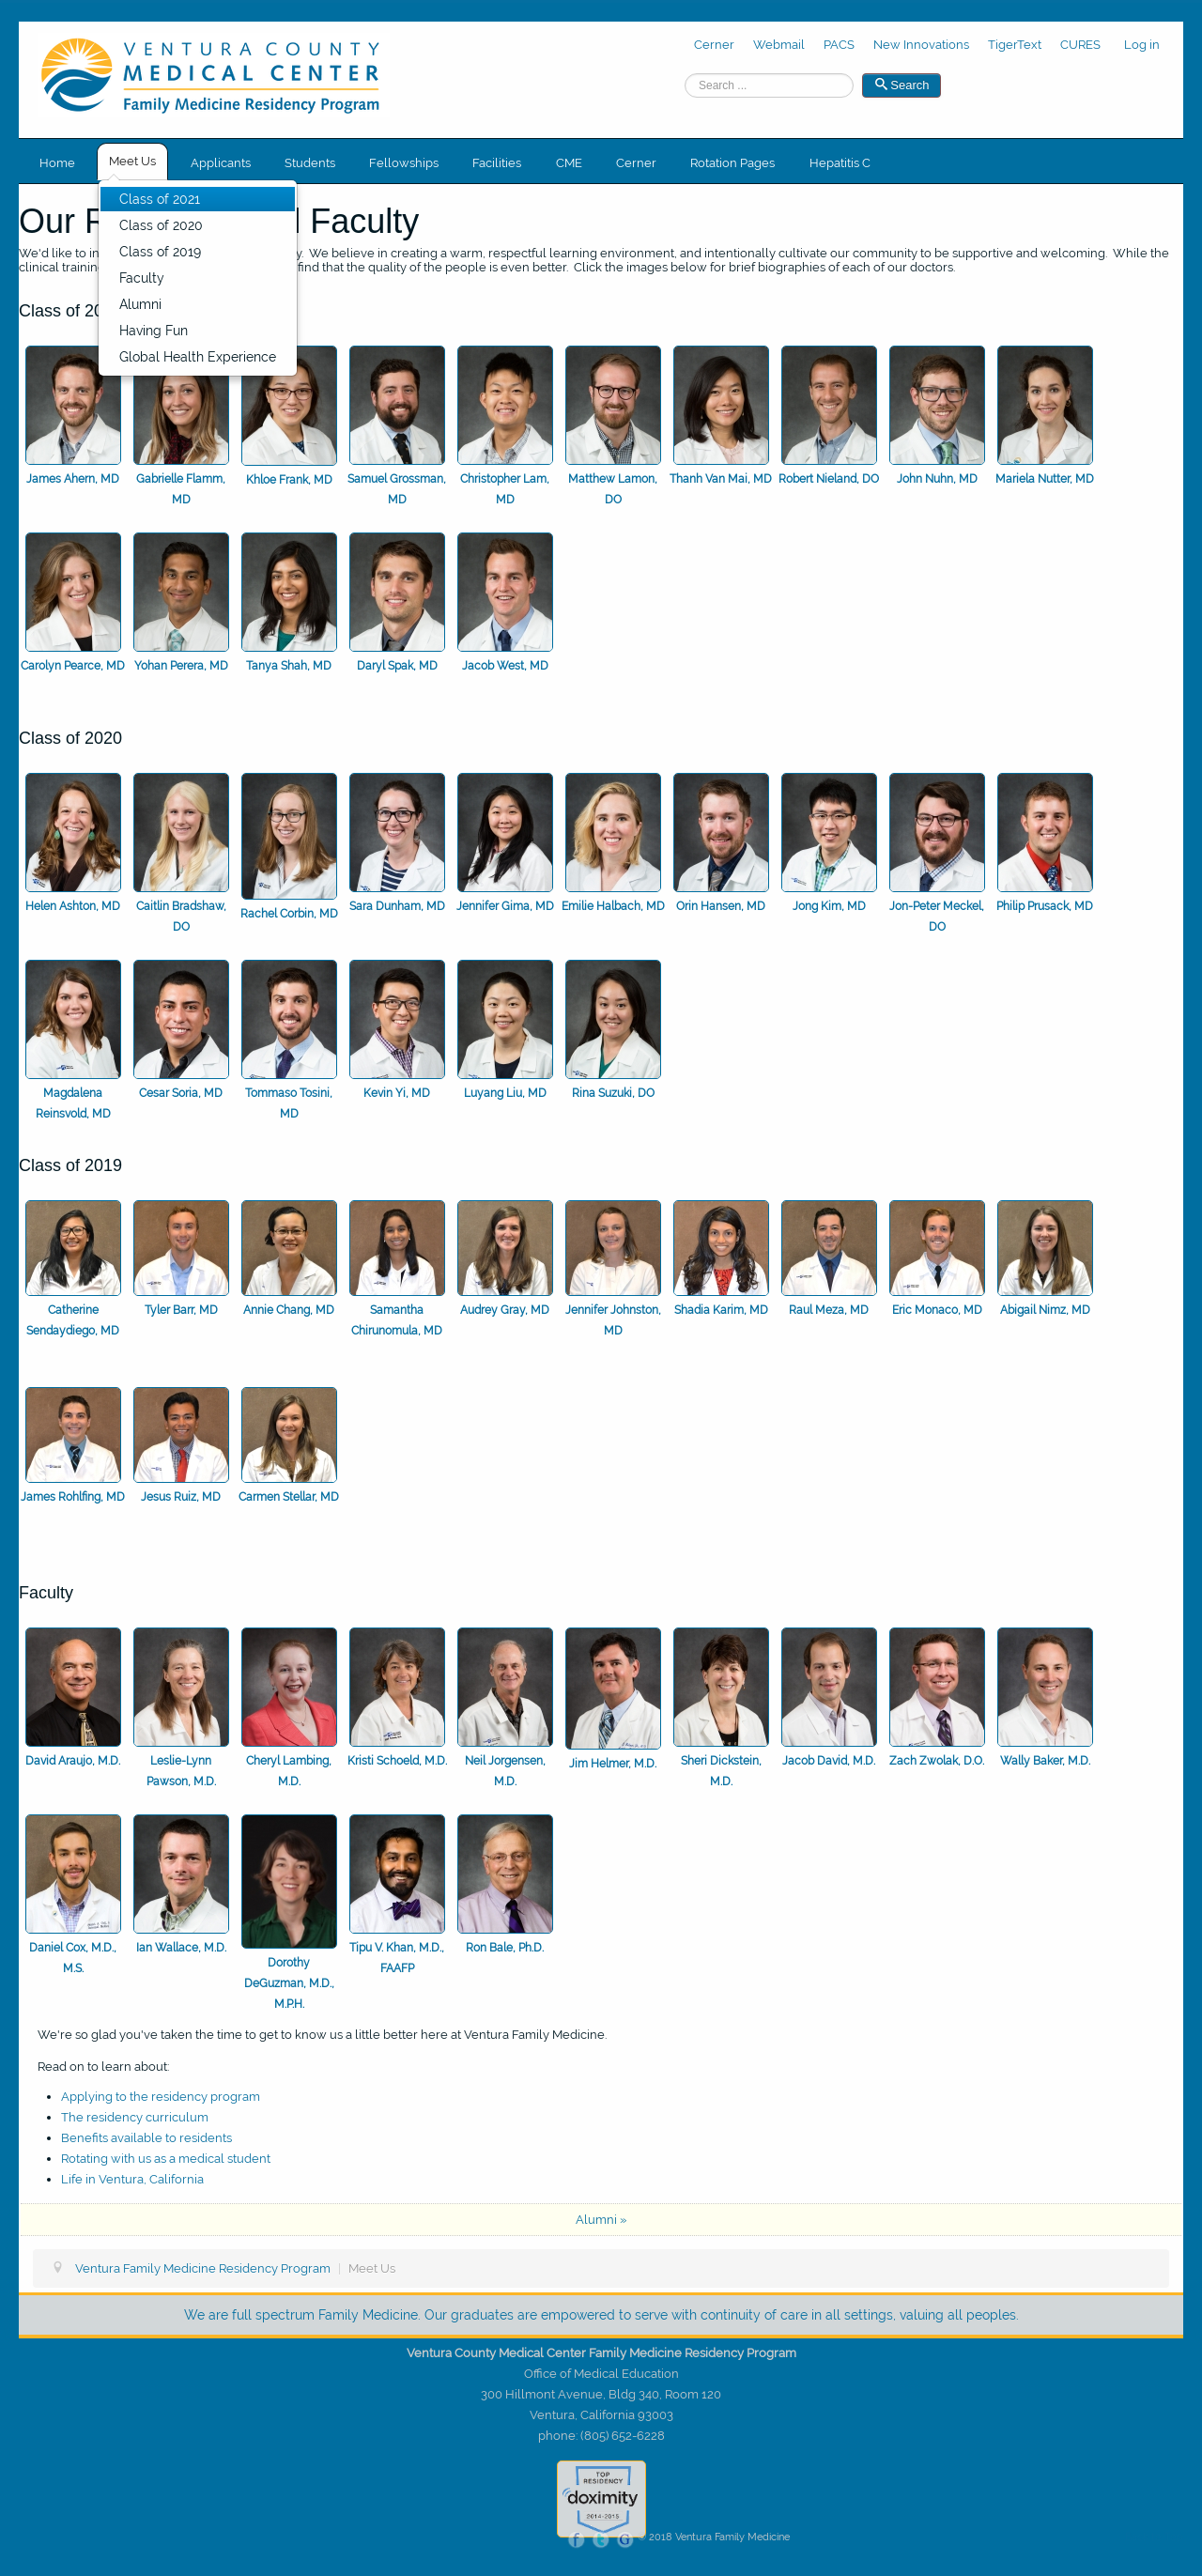 VENTURA COUNTY
MEDICAL CENTER
Family Medicine Residency Program
Cerner Webmail PACS New Innovations TigerText CURES Log in
Search ... Search
Home Meet Us Applicants Students Fellowships Facilities CME Cerner Rotation Pages Hepatitis C
Class of 2021
Class of 2020
Class of 2019
Faculty
Alumni
Having Fun
Global Health Experience
Our Faculty
We'd like to We believe in creating a warm, respectful learning environment, and intentionally cultivate our community to be supportive and welcoming. While the
clinical find that the quality of the people is even better. Click the images below for brief biographies of each of our doctors.
Class of
James Ahern, MD Gabrielle Flamm, MD Khloe Frank, MD Samuel Grossman, MD Christopher Lam, MD Matthew Lamon, DO Thanh Van Mai, MD Robert Nieland, DO John Nuhn, MD Mariela Nutter, MD
Carolyn Pearce, MD Yohan Perera, MD Tanya Shah, MD Daryl Spak, MD Jacob West, MD
Class of 2020
Helen Ashton, MD Caitlin Bradshaw, DO Rachel Corbin, MD Sara Dunham, MD Jennifer Gima, MD Emilie Halbach, MD Orin Hansen, MD Jong Kim, MD Jon-Peter Meckel, DO Philip Prusack, MD
Magdalena Reinsvold, MD Cesar Soria, MD Tommaso Tosini, MD Kevin Yi, MD Luyang Liu, MD Rina Suzuki, DO
Class of 2019
Catherine Sendaydiego, MD Tyler Barr, MD Annie Chang, MD Samantha Chirunomula, MD Audrey Gray, MD Jennifer Johnston, MD Shadia Karim, MD Raul Meza, MD Eric Monaco, MD Abigail Nimz, MD
James Rohlfing, MD Jesus Ruiz, MD Carmen Stellar, MD
Faculty
David Araujo, M.D. Leslie-Lynn Pawson, M.D. Cheryl Lambing, M.D. Kristi Schoeld, M.D. Neil Jorgensen, M.D. Jim Helmer, M.D. Sheri Dickstein, M.D. Jacob David, M.D. Zach Zwolak, D.O. Wally Baker, M.D.
Daniel Cox, M.D., M.S. Ian Wallace, M.D. Dorothy DeGuzman, M.D., M.P.H. Tipu V. Khan, M.D., FAAFP Ron Bale, Ph.D.
We're so glad you've taken the time to get to know us a little better here at Ventura Family Medicine.
Read on to learn about:
Applying to the residency program
The residency curriculum
Benefits available to residents
Rotating with us as a medical student
Life in Ventura, California
Alumni »
Ventura Family Medicine Residency Program | Meet Us
We are full spectrum Family Medicine. Our graduates are empowered to serve with continuity of care in all settings, valuing all peoples.
Ventura County Medical Center Family Medicine Residency Program
Office of Medical Education
300 Hillmont Avenue, Bldg 340, Room 120
Ventura, California 93003
phone: (805) 652-6228
TOP
RESIDENCY
doximity
2014-2015
© 2018 Ventura Family Medicine